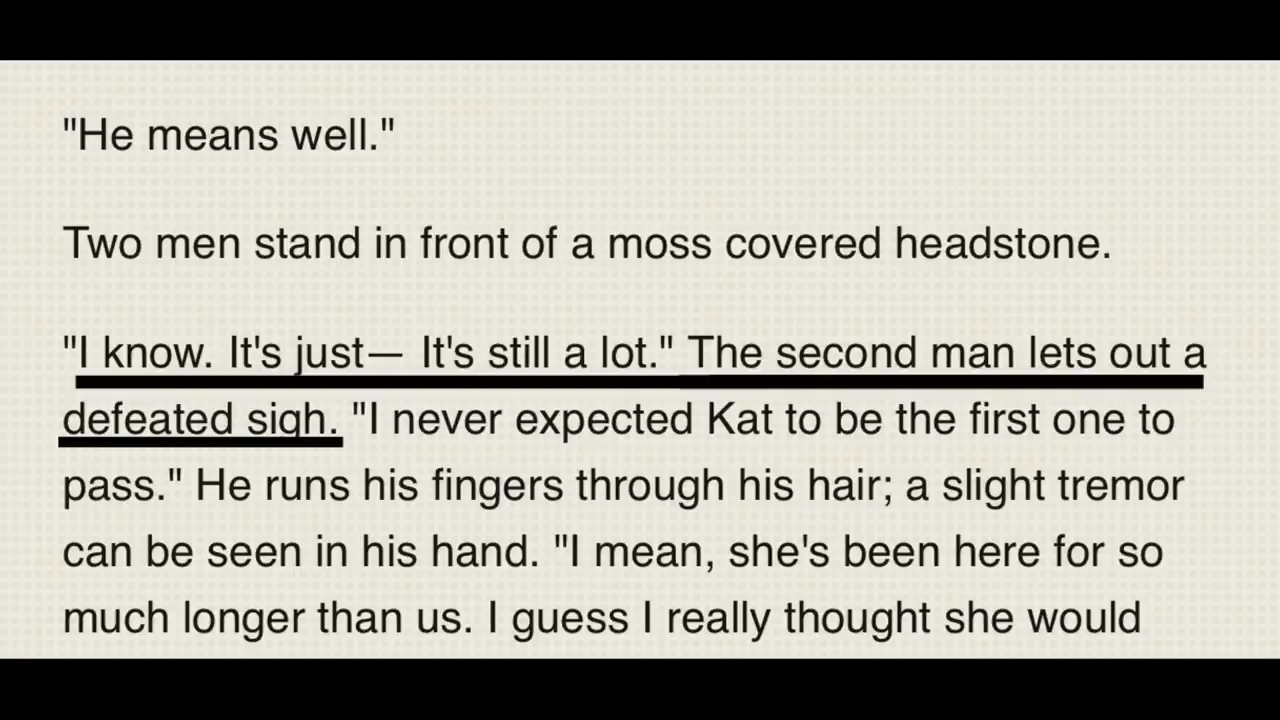 "He means well."
Two men stand in front of a moss covered headstone.
"I know. It's just— It's still a lot." The second man lets out a
defeated sigh. "I never expected Kat to be the first one to
pass." He runs his fingers through his hair; a slight tremor
can be seen in his hand. "I mean, she's been here for so
much longer than us. I guess I really thought she would